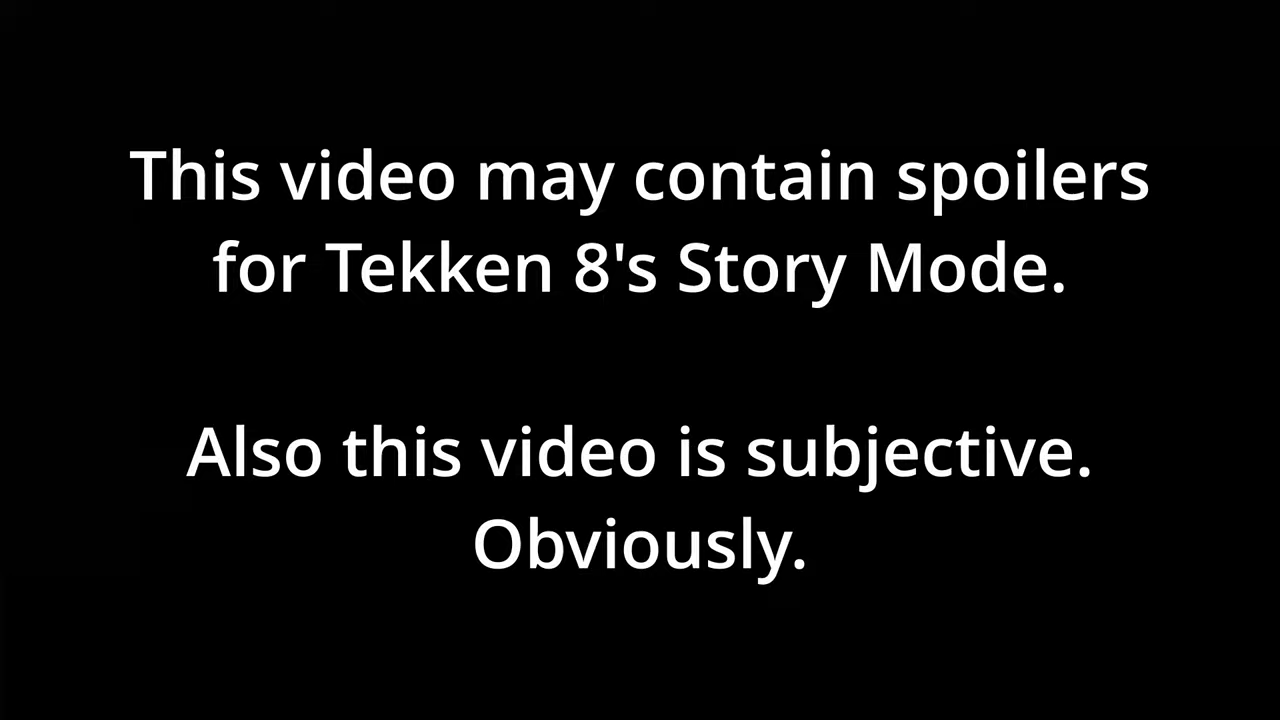 This video may contain spoilers
for Tekken 8's Story Mode.
Also this video is subjective.
Obviously.